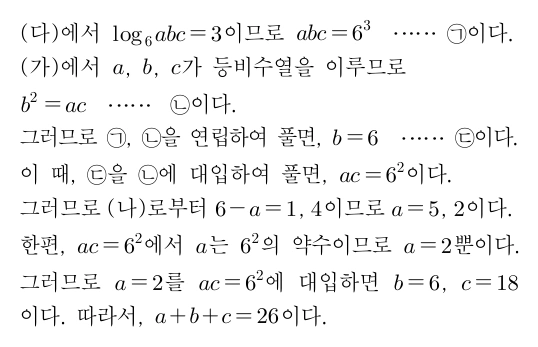 (다)에서 log₆abc=3이므로 abc=6³ ⋯⋯ ㉠이다.
(가)에서 a, b, c가 등비수열을 이루므로
b²=ac ⋯⋯ ㉡이다.
그러므로 ㉠, ㉡을 연립하여 풀면, b=6 ⋯⋯ ㉢이다.
이 때, ㉢을 ㉡에 대입하여 풀면, ac=6²이다.
그러므로 (나)로부터 6-a=1, 4이므로 a=5, 2이다.
한편, ac=6²에서 a는 6²의 약수이므로 a=2뿐이다.
그러므로 a=2를 ac=6²에 대입하면 b=6, c=18
이다. 따라서, a+b+c=26이다.